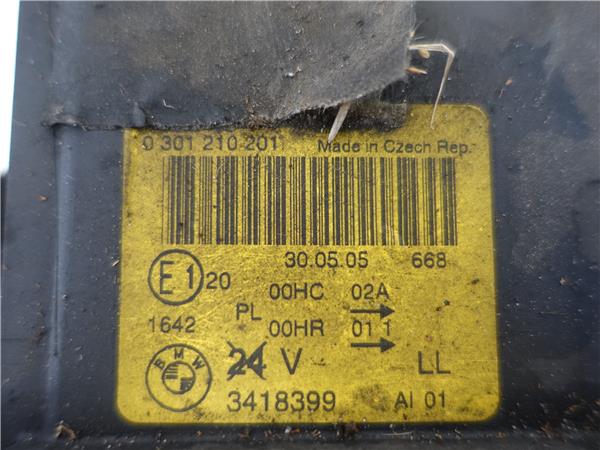 0 301 210 201 Made in Czech Rep.
30.05.05 668
E1 20 00HC 02A
PL
1642 00HR 01 1
BMW 24 V LL
3418399 AI 01